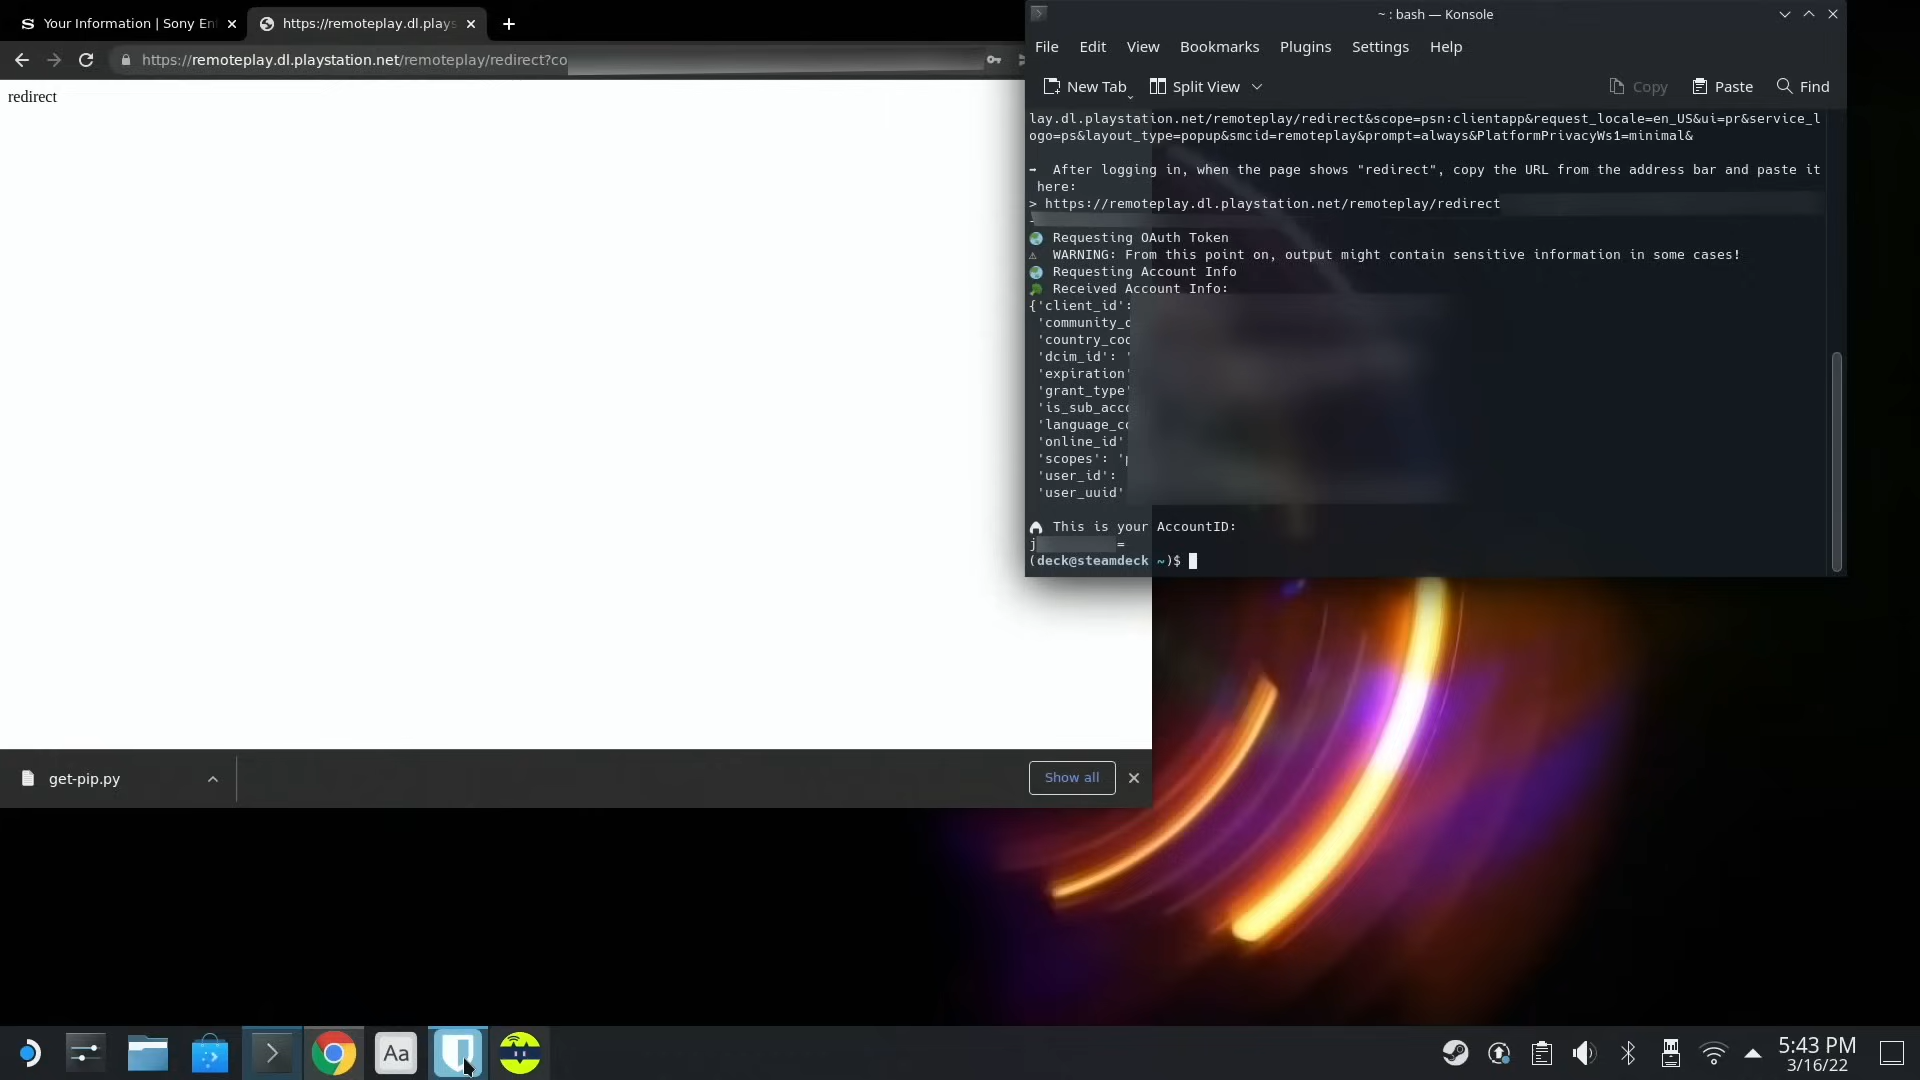 Your Information | Sony En
https://remoteplay.dl.plays
https://remoteplay.dl.playstation.net/remoteplay/redirect?co
redirect
get-pip.py
Show all
~ : bash — Konsole
File Edit View Bookmarks Plugins Settings Help
New Tab Split View Copy Paste Find
lay.dl.playstation.net/remoteplay/redirect&scope=psn:clientapp&request_locale=en_US&ui=pr&service_l
ogo=ps&layout_type=popup&smcid=remoteplay&prompt=always&PlatformPrivacyWs1=minimal&
➡ After logging in, when the page shows "redirect", copy the URL from the address bar and paste it
here:
> https://remoteplay.dl.playstation.net/remoteplay/redirect
Requesting OAuth Token
⚠ WARNING: From this point on, output might contain sensitive information in some cases!
Requesting Account Info
Received Account Info:
{'client_id':
'community_
'country_co
'dcim_id': '
'expiration'
'grant_type'
'is_sub_acc
'language_c
'online_id'
'scopes': 'p
'user_id':
'user_uuid'
This is your AccountID:
j =
(deck@steamdeck ~)$
Aa
5:43 PM
3/16/22